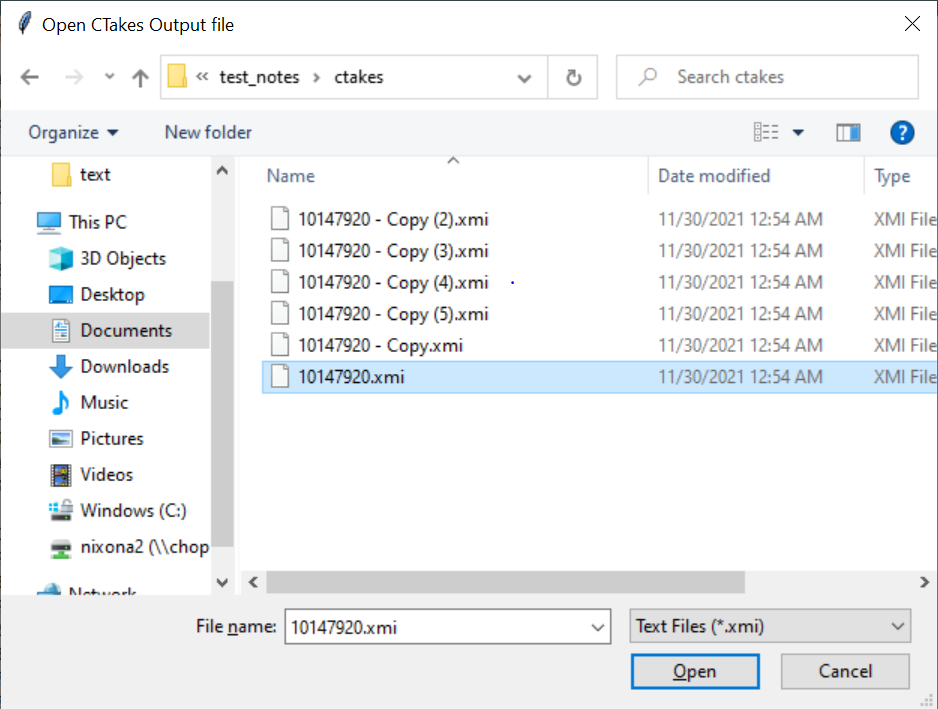 Open CTakes Output file
« test_notes › ctakes
Search ctakes
Organize
New folder
?
text
This PC
3D Objects
Desktop
Documents
Downloads
Music
Pictures
Videos
Windows (C:)
nixona2 (\\chop
Network
Name Date modified Type
10147920 - Copy (2).xmi 11/30/2021 12:54 AM XMI File
10147920 - Copy (3).xmi 11/30/2021 12:54 AM XMI File
10147920 - Copy (4).xmi 11/30/2021 12:54 AM XMI File
10147920 - Copy (5).xmi 11/30/2021 12:54 AM XMI File
10147920 - Copy.xmi 11/30/2021 12:54 AM XMI File
10147920.xmi 11/30/2021 12:54 AM XMI File
File name: 10147920.xmi
Text Files (*.xmi)
Open
Cancel